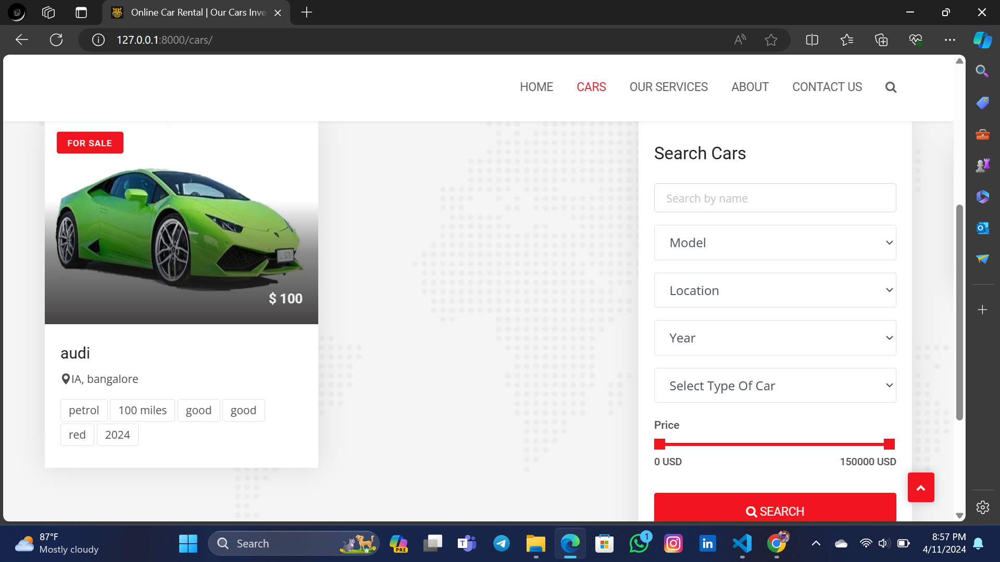 Online Car Rental | Our Cars Inve
127.0.0.1:8000/cars/
HOME CARS OUR SERVICES ABOUT CONTACT US
FOR SALE
$ 100
audi
IA, bangalore
petrol 100 miles good good
red 2024
Search Cars
Search by name
Model
Location
Year
Select Type Of Car
Price
0 USD 150000 USD
SEARCH
87°F
Mostly cloudy
Search
PRE
1
8:57 PM
4/11/2024